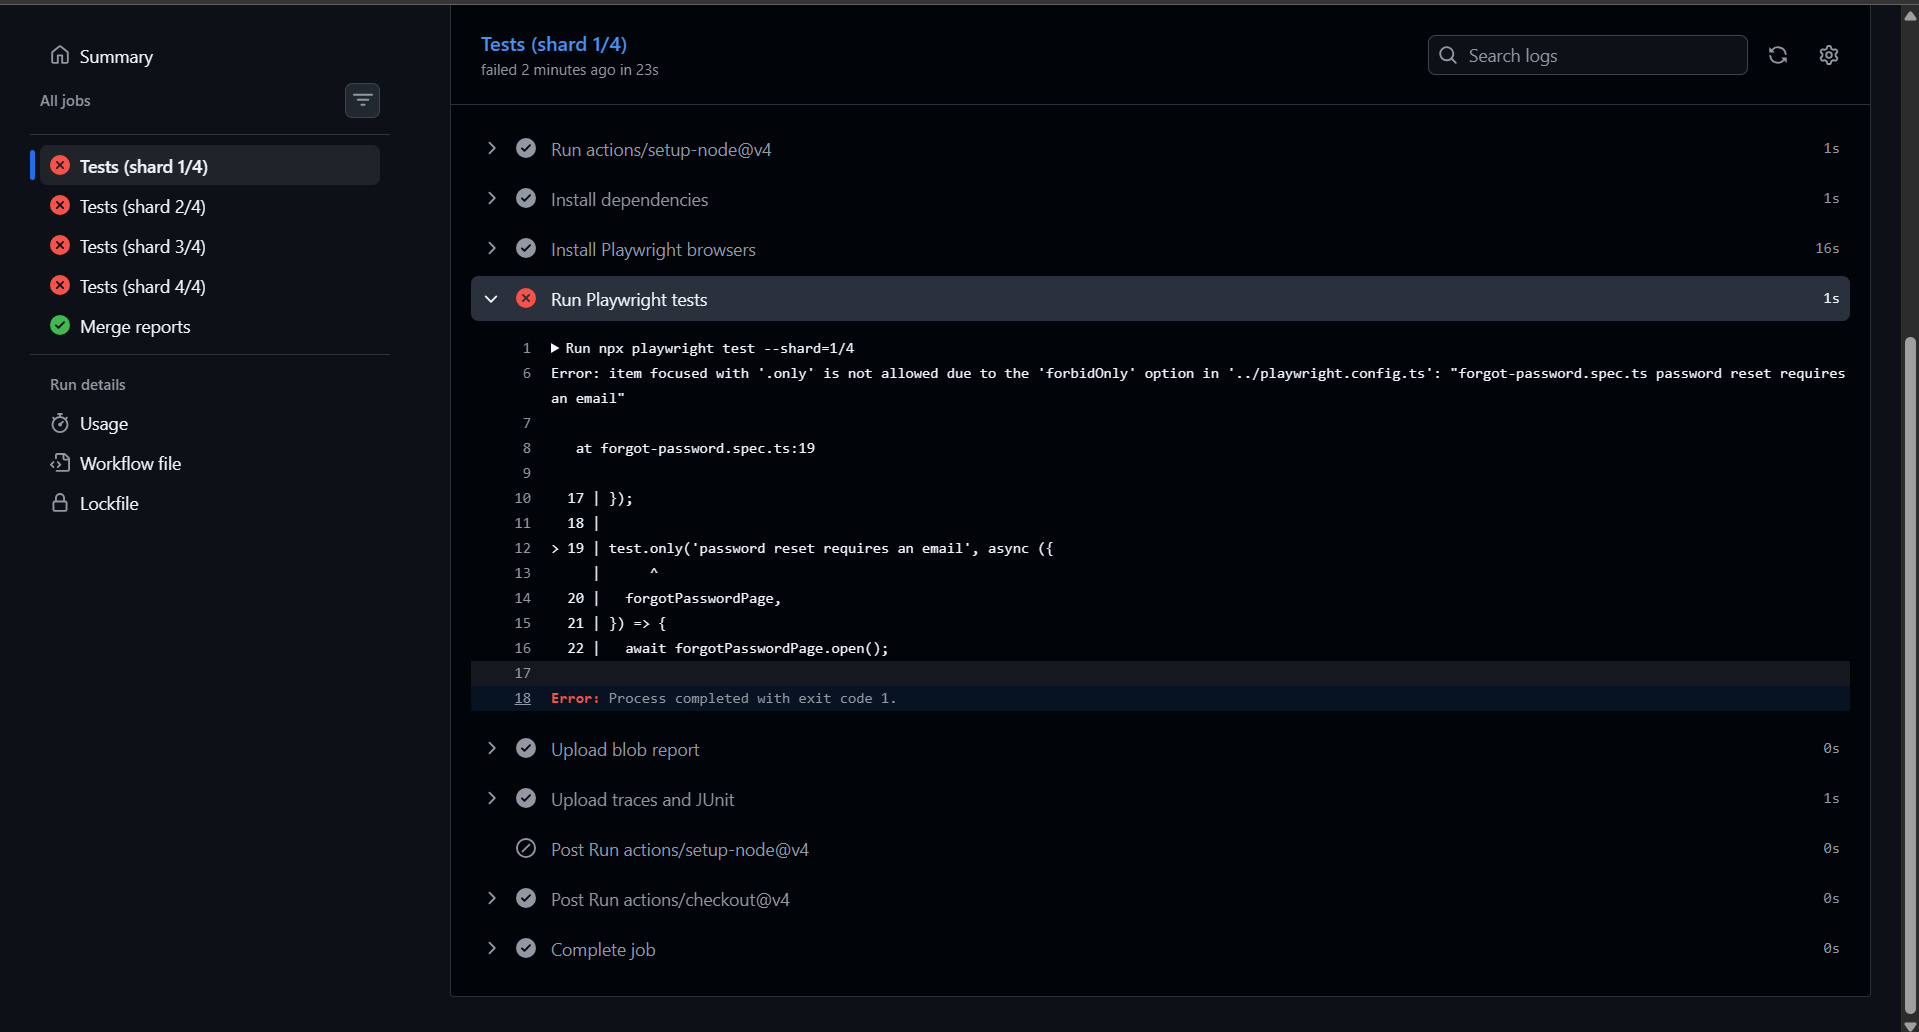 Summary
All jobs
Tests (shard 1/4)
Tests (shard 2/4)
Tests (shard 3/4)
Tests (shard 4/4)
Merge reports
Run details
Usage
Workflow file
Lockfile
Tests (shard 1/4)
failed 2 minutes ago in 23s
Search logs
Run actions/setup-node@v4 1s
Install dependencies 1s
Install Playwright browsers 16s
Run Playwright tests 1s
1 Run npx playwright test --shard=1/4
6 Error: item focused with '.only' is not allowed due to the 'forbidOnly' option in '../playwright.config.ts': "forgot-password.spec.ts password reset requires
an email"
7
8 at forgot-password.spec.ts:19
9
10 17 | });
11 18 |
12 > 19 | test.only('password reset requires an email', async ({
13 | ^
14 20 | forgotPasswordPage,
15 21 | }) => {
16 22 | await forgotPasswordPage.open();
17
18 Error: Process completed with exit code 1.
Upload blob report 0s
Upload traces and JUnit 1s
Post Run actions/setup-node@v4 0s
Post Run actions/checkout@v4 0s
Complete job 0s